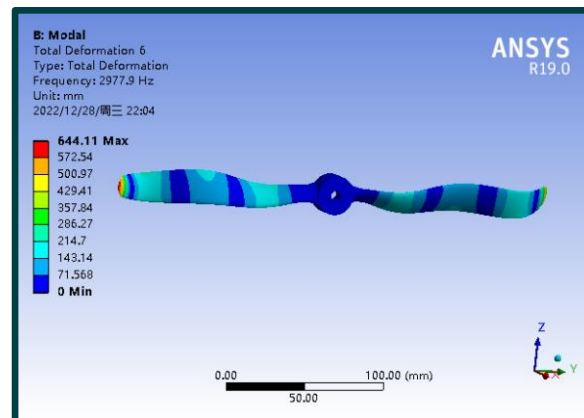 B: Modal
Total Deformation 6
Type: Total Deformation
Frequency: 2977.9 Hz
Unit: mm
2022/12/28/周三 22:04
ANSYS
R19.0
644.11 Max
572.54
500.97
429.41
357.84
286.27
214.7
143.14
71.568
0 Min
Z
Y
X
0.00
100.00 (mm)
50.00